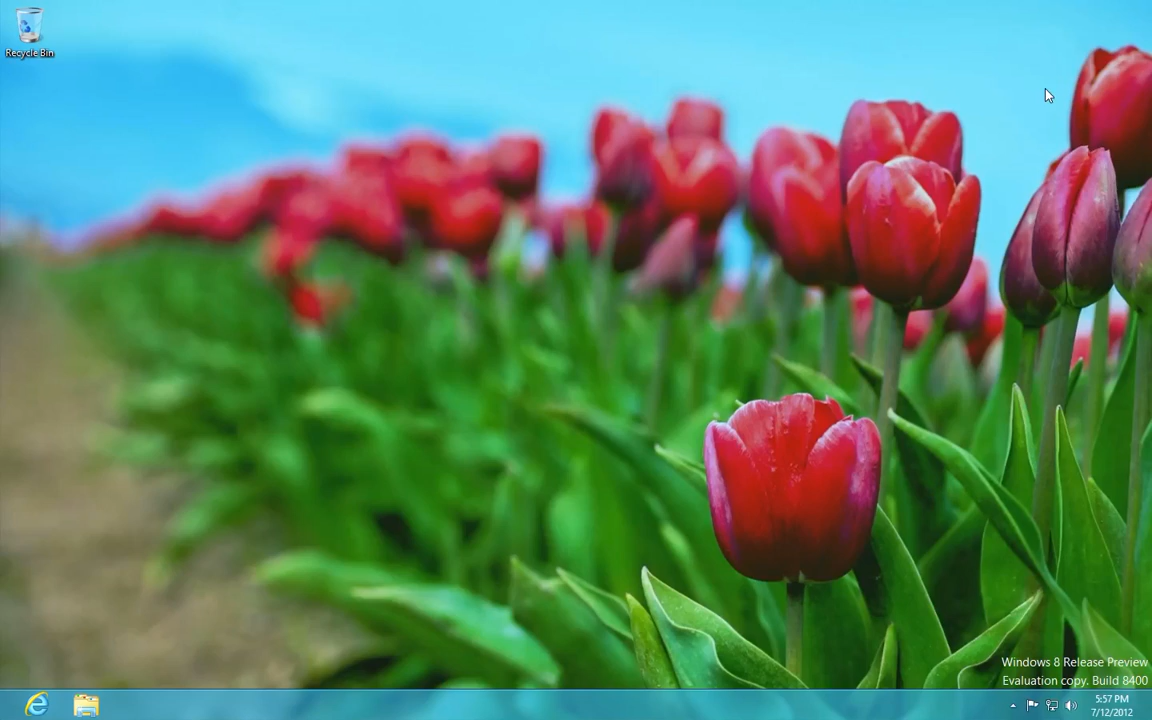 Recycle Bin
Windows 8 Release Preview
Evaluation copy. Build 8400
5:57 PM
7/12/2012